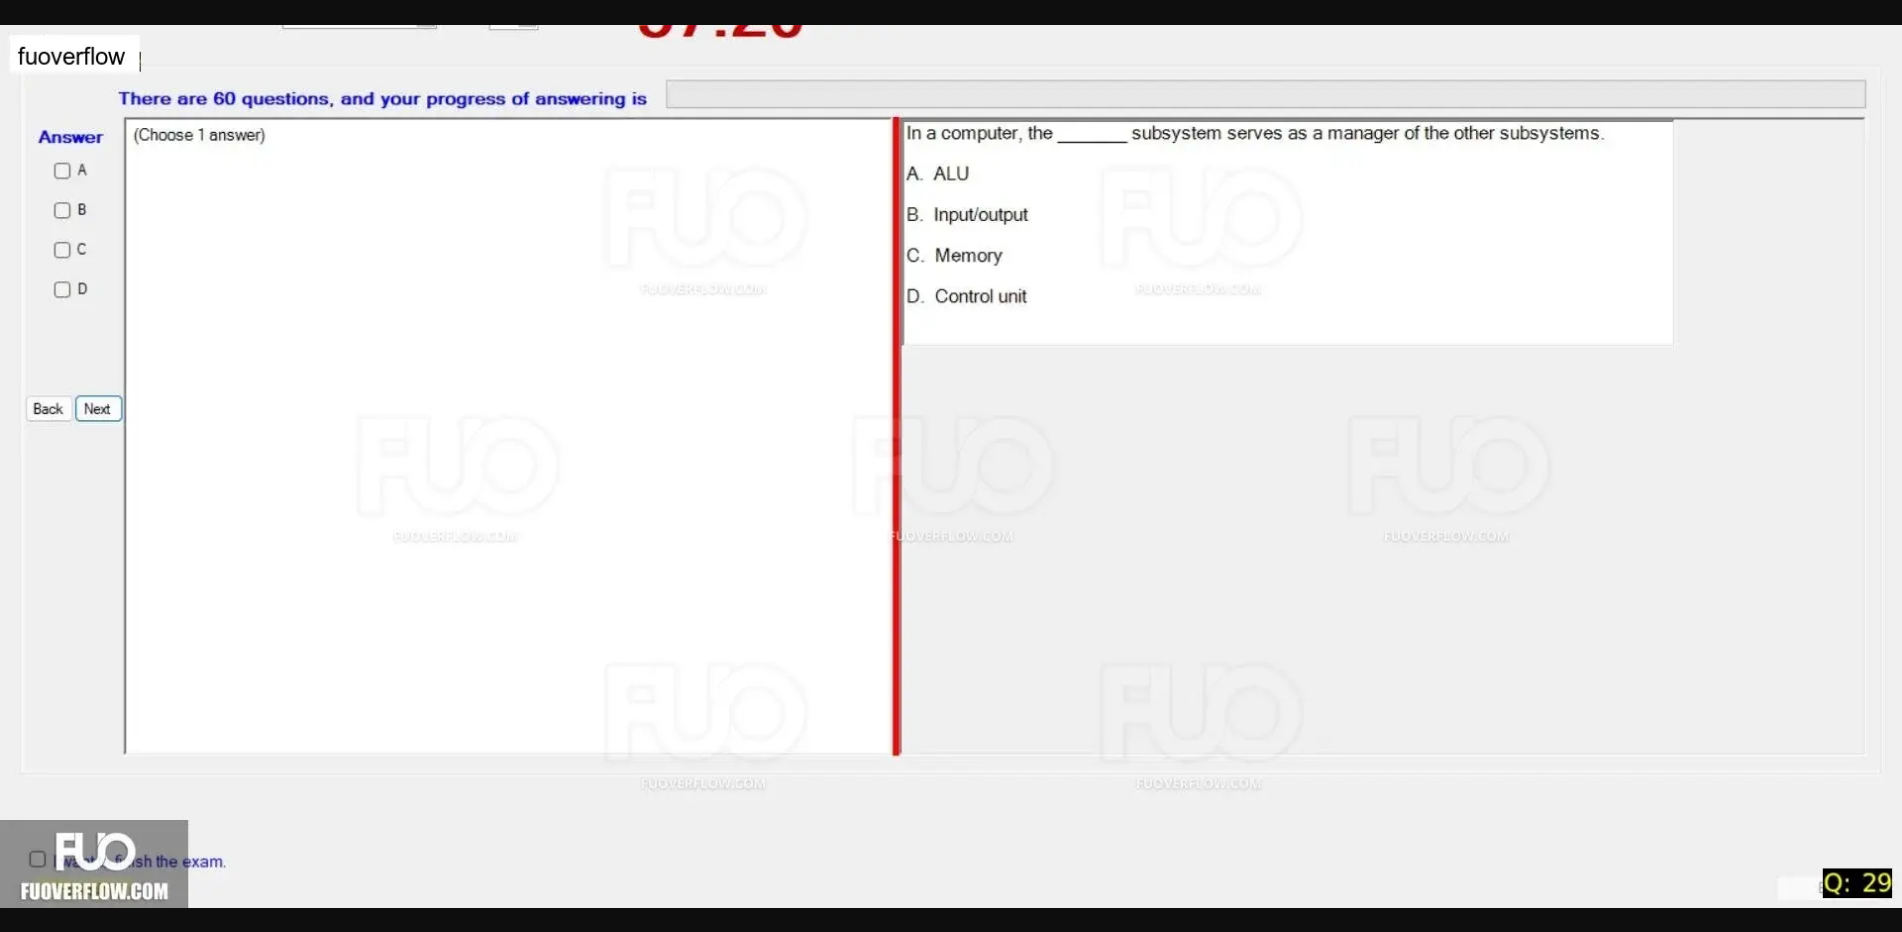 fuoverflow
There are 60 questions, and your progress of answering is
Answer
(Choose 1 answer)
A
B
C
D
Back Next
In a computer, the _______ subsystem serves as a manager of the other subsystems.
A. ALU
B. Input/output
C. Memory
D. Control unit
FUO
FUOVERFLOW.COM
FUO
FUOVERFLOW.COM
FUO
FUOVERFLOW.COM
FUO
FUOVERFLOW.COM
FUO
FUOVERFLOW.COM
FUO
FUOVERFLOW.COM
FUO
FUOVERFLOW.COM
the exam.
FUO
FUOVERFLOW.COM
Q: 29